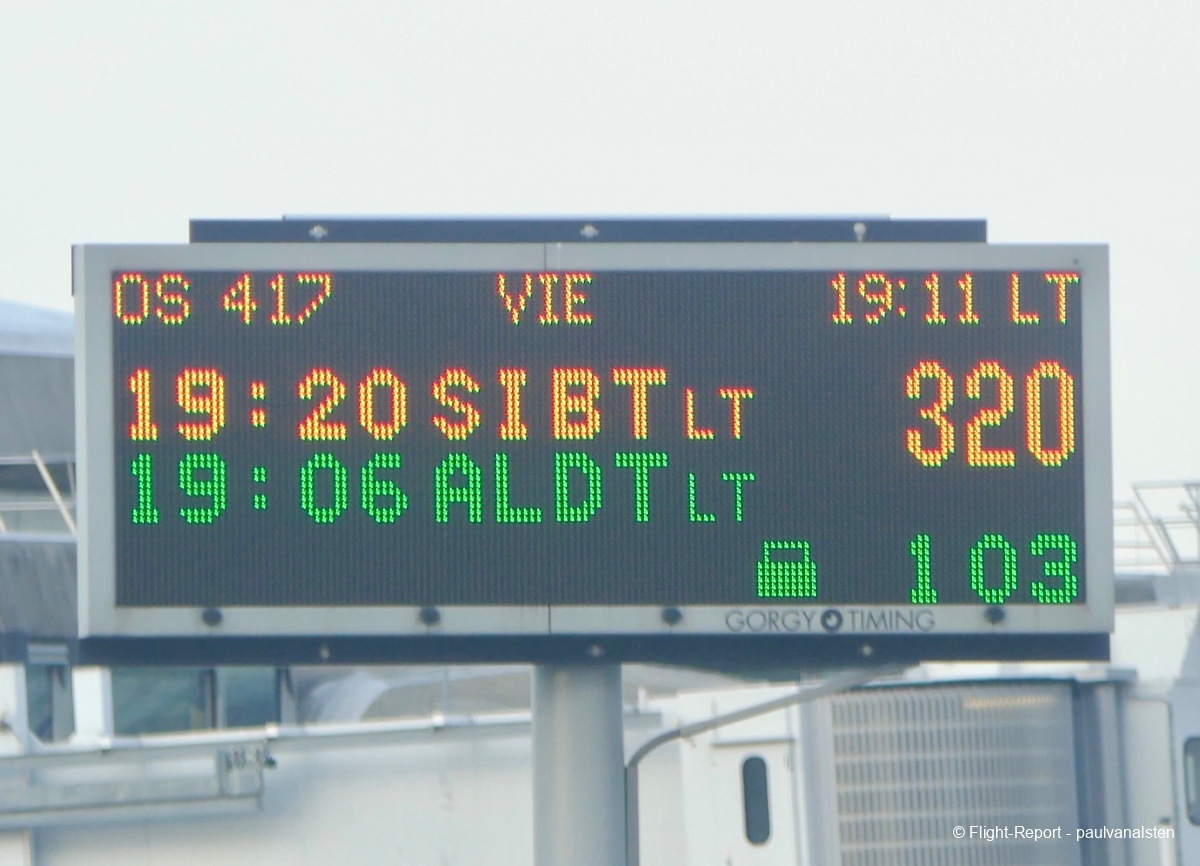 OS 417 VIE 19:11 LT
19:20 SIBT LT 320
19:06 ALDT LT
103
GORGY TIMING
© Flight-Report - paulvanalsten